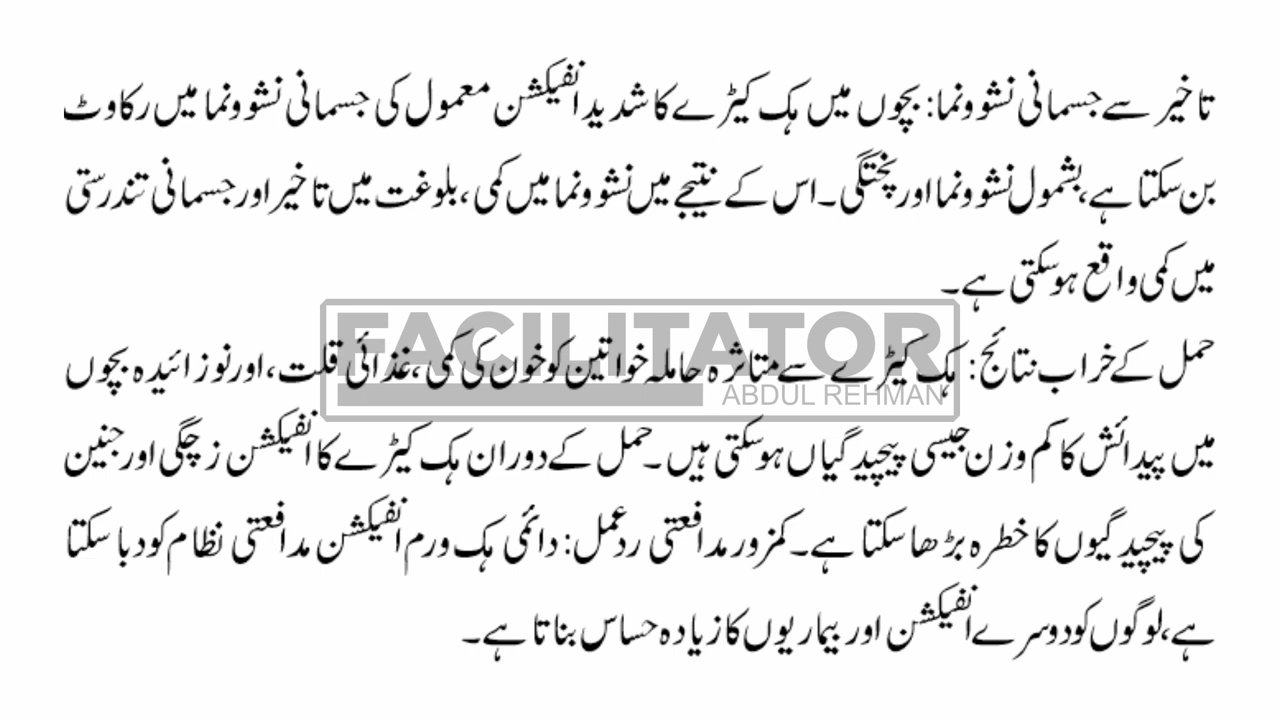 تاخیر سے جسمانی نشوونما: بچوں میں ہک کیڑے کا شدید انفیکشن معمول کی جسمانی نشوونما میں رکاوٹ
بن سکتا ہے، بشمول نشوونما اور پختگی۔ اس کے نتیجے میں نشوونما میں کمی، بلوغت میں تاخیر اور جسمانی تندرستی
میں کمی واقع ہو سکتی ہے۔
FACILITATOR
حمل کے خراب نتائج: ہک کیڑے سے متاثرہ حاملہ خواتین کو خون کی کمی، غذائی قلت، اور نوزائیدہ بچوں
ABDUL REHMAN
میں پیدائش کا کم وزن جیسی پیچیدگیاں ہو سکتی ہیں۔ حمل کے دوران ہک کیڑے کا انفیکشن زچگی اور جنین
کی پیچیدگیوں کا خطرہ بڑھا سکتا ہے۔ کمزور مدافعتی ردعمل: دائمی ہک ورم انفیکشن مدافعتی نظام کو دبا سکتا
ہے، لوگوں کو دوسرے انفیکشن اور بیماریوں کا زیادہ حساس بناتا ہے۔